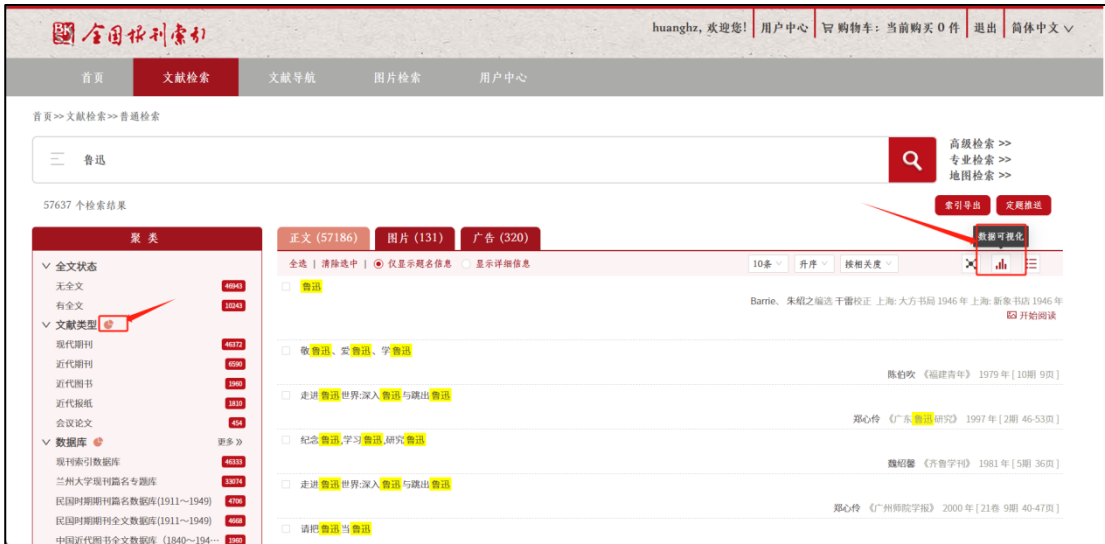 全国报刊索引
huanghz, 欢迎您! 用户中心 购物车: 当前购买 0 件 退出 简体中文
首页 文献检索 文献导航 图片检索 用户中心
首页>>文献检索>>普通检索
鲁迅
高级检索 >>
专业检索 >>
地图检索 >>
57637 个检索结果
索引导出 定题推送
聚 类
正文 (57186) 图片 (131) 广告 (320)
数据可视化
全选 | 清除选中 | 仅显示题名信息 显示详细信息
10条 升序 按相关度
全文状态
无全文 46943
有全文 10243
文献类型
现代期刊 46372
近代期刊 6590
近代图书 1960
近代报纸 1810
会议论文 454
数据库 更多 》
现刊索引数据库 46333
兰州大学现刊篇名专题库 33074
民国时期期刊篇名数据库(1911～1949) 4706
民国时期期刊全文数据库(1911～1949) 4668
中国近代图书全文数据库（1840～194… 1960
鲁迅
Barrie、 朱绍之编选 干雷校正 上海: 大方书局 1946 年 上海: 新象书店 1946 年
开始阅读
敬鲁迅、爱鲁迅、学鲁迅
陈伯吹 《福建青年》 1979 年 [ 10期 9页 ]
走进鲁迅世界:深入鲁迅与跳出鲁迅
郑心伶 《广东鲁迅研究》 1997 年 [ 2期 46-53页 ]
纪念鲁迅,学习鲁迅,研究鲁迅
魏绍馨 《齐鲁学刊》 1981 年 [ 5期 36页 ]
走进鲁迅世界:深入鲁迅与跳出鲁迅
郑心伶 《广州师院学报》 2000 年 [ 21卷 9期 40-47页 ]
请把鲁迅当鲁迅